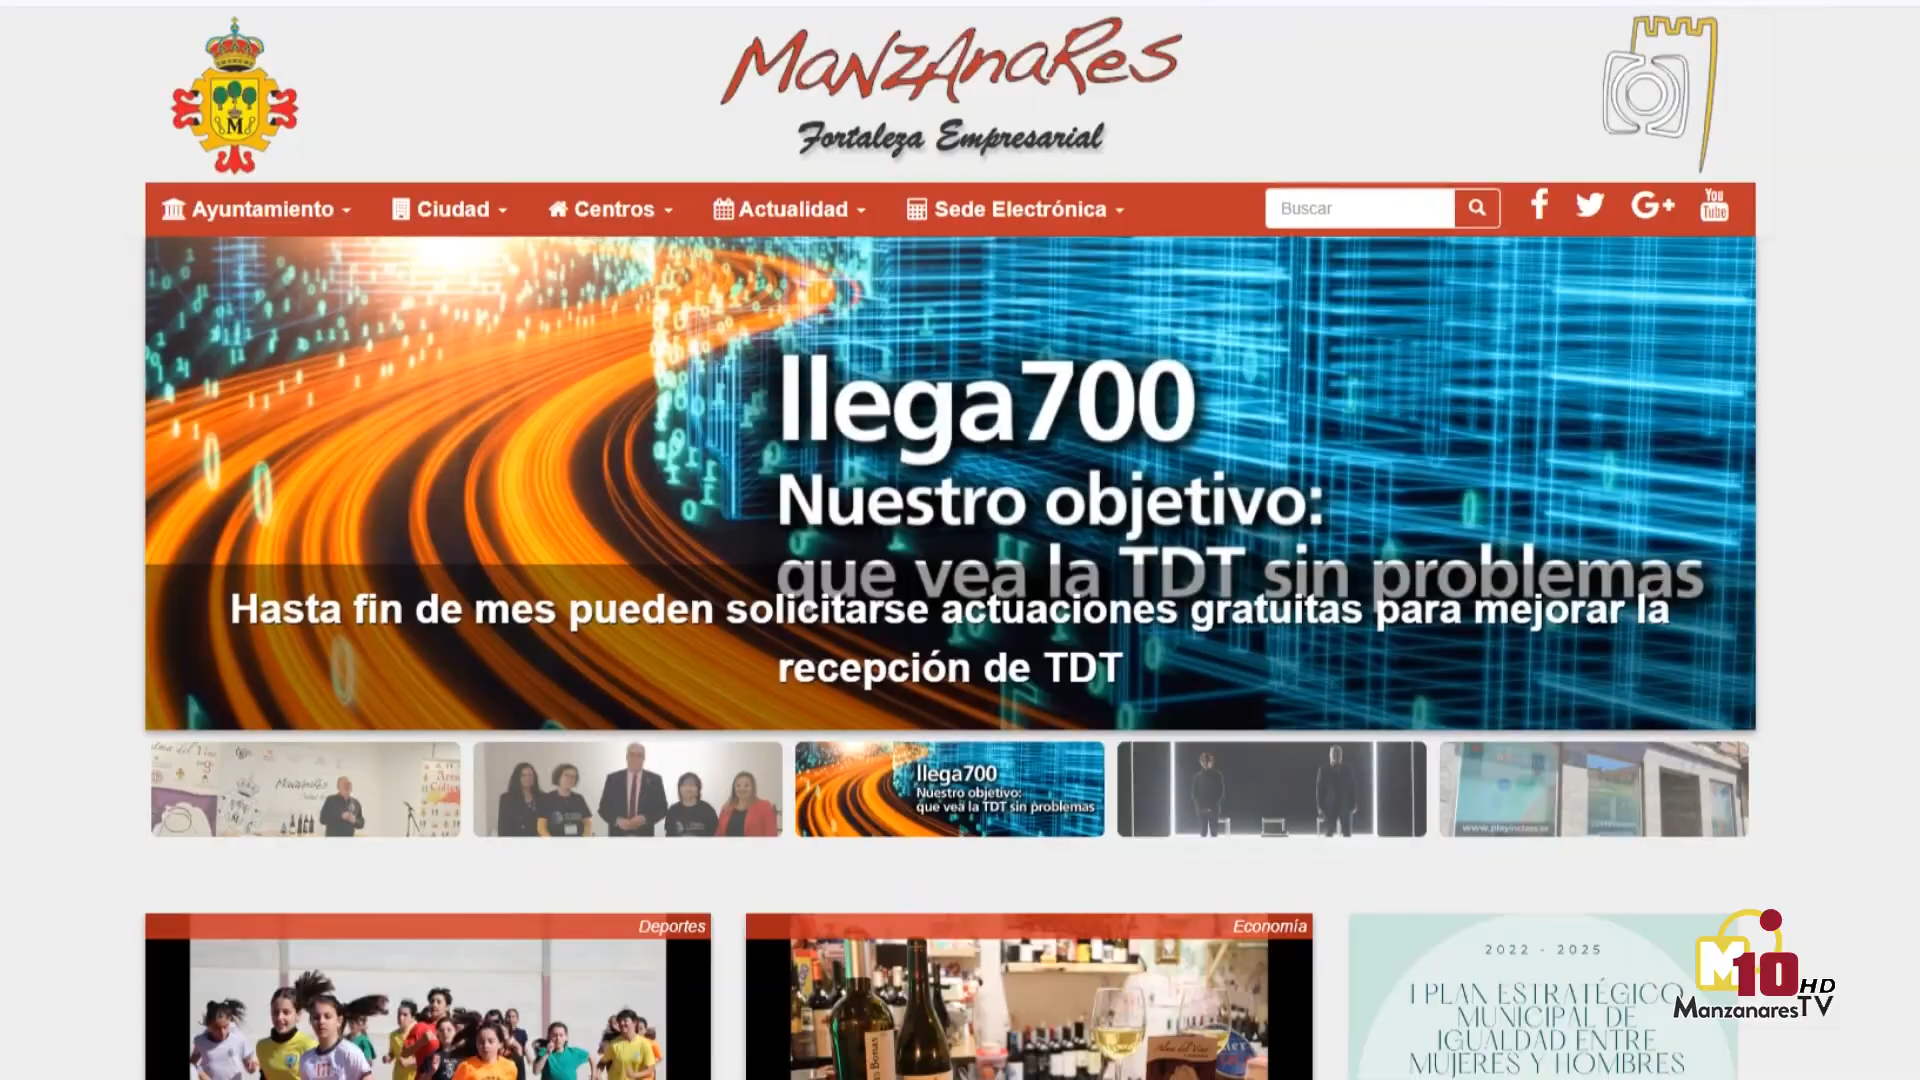 M
ManzAnaRes
Fortaleza Empresarial
Ayuntamiento
Ciudad
Centros
Actualidad
Sede Electrónica
Buscar
G+
You
Tube
llega700
Nuestro objetivo:
que vea la TDT sin problemas
Hasta fin de mes pueden solicitarse actuaciones gratuitas para mejorar la
recepción de TDT
ManzAnaRes
llega700
Nuestro objetivo:
que vea la TDT sin problemas
Deportes
Economía
2022 - 2025
I PLAN ESTRATÉGICO
MUNICIPAL DE
IGUALDAD ENTRE
MUJERES Y HOMBRES
M10 HD
ManzanaresTV